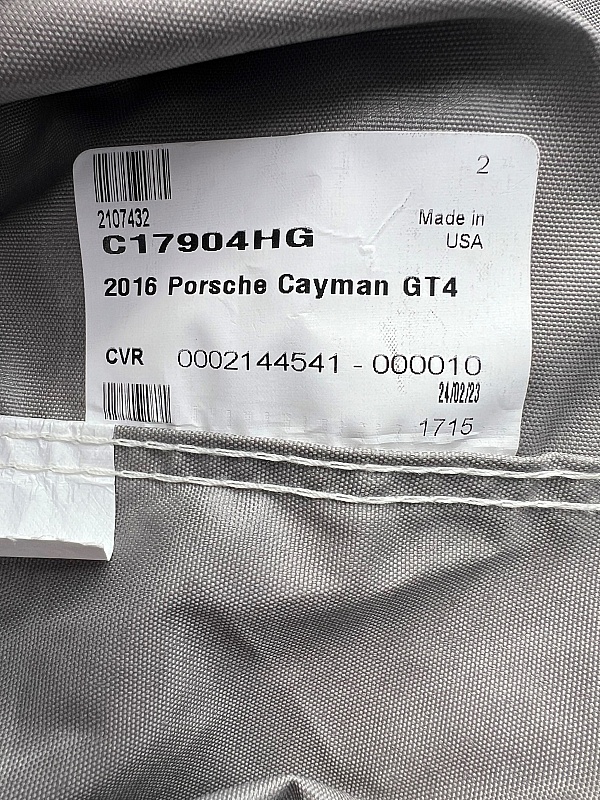 2
2107432
Made in
USA
C17904HG
2016 Porsche Cayman GT4
CVR 0002144541 - 000010
24/02/23
1715